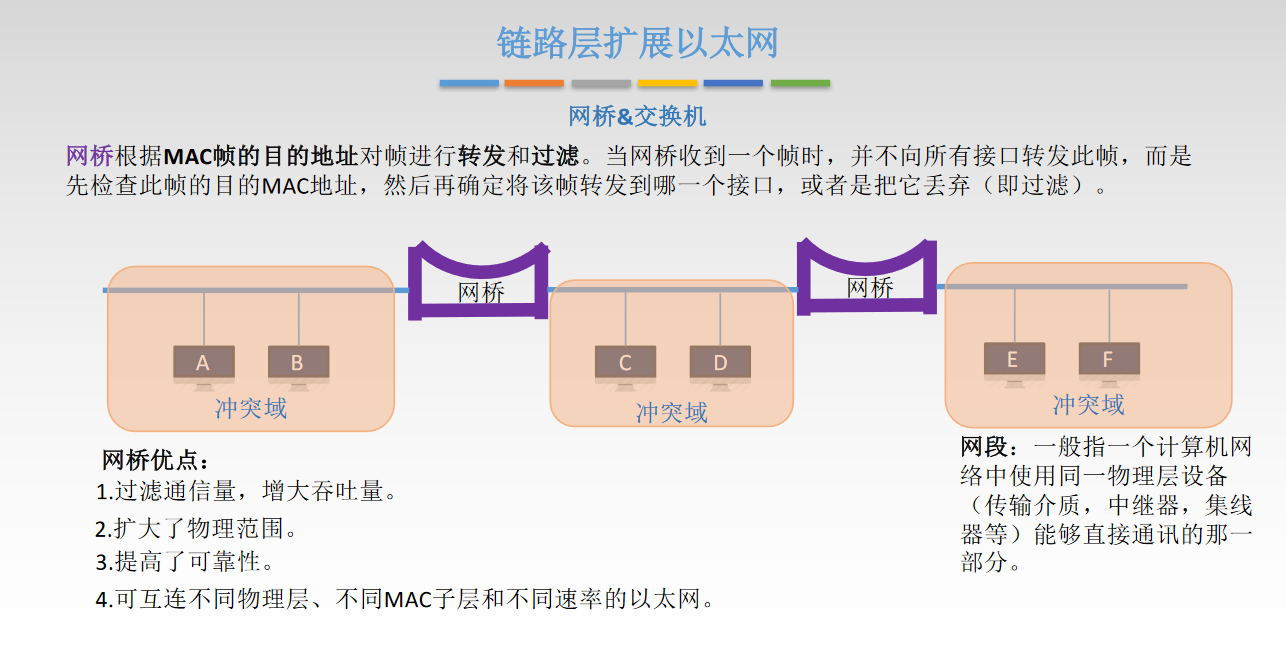 链路层扩展以太网
网桥&交换机
网桥根据MAC帧的目的地址对帧进行转发和过滤。当网桥收到一个帧时，并不向所有接口转发此帧，而是
先检查此帧的目的MAC地址，然后再确定将该帧转发到哪一个接口，或者是把它丢弃（即过滤）。
网桥
网桥
A
B
冲突域
C
D
冲突域
E
F
冲突域
网桥优点：
1.过滤通信量，增大吞吐量。
2.扩大了物理范围。
3.提高了可靠性。
4.可互连不同物理层、不同MAC子层和不同速率的以太网。
网段：一般指一个计算机网
络中使用同一物理层设备
（传输介质，中继器，集线
器等）能够直接通讯的那一
部分。